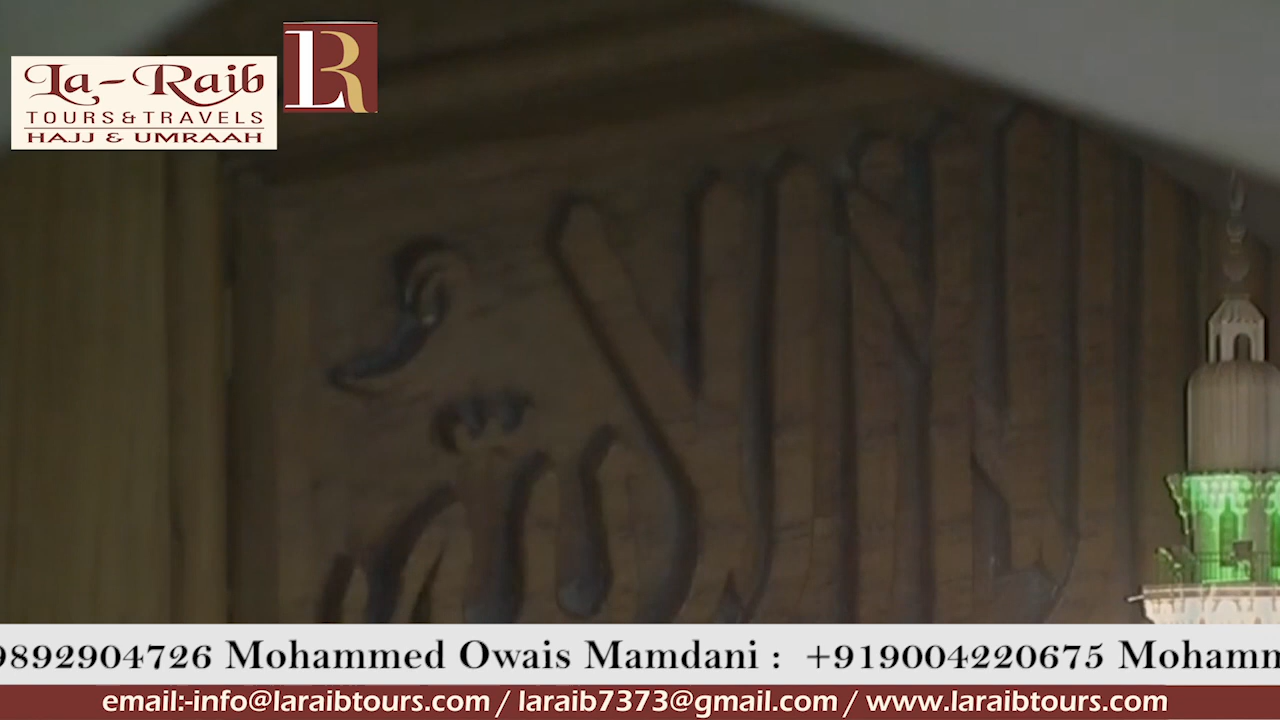 La-Raib
TOURS & TRAVELS
HAJJ & UMRAAH
LR
9892904726 Mohammed Owais Mamdani : +919004220675 Mohamm
email:-info@laraibtours.com / laraib7373@gmail.com / www.laraibtours.com